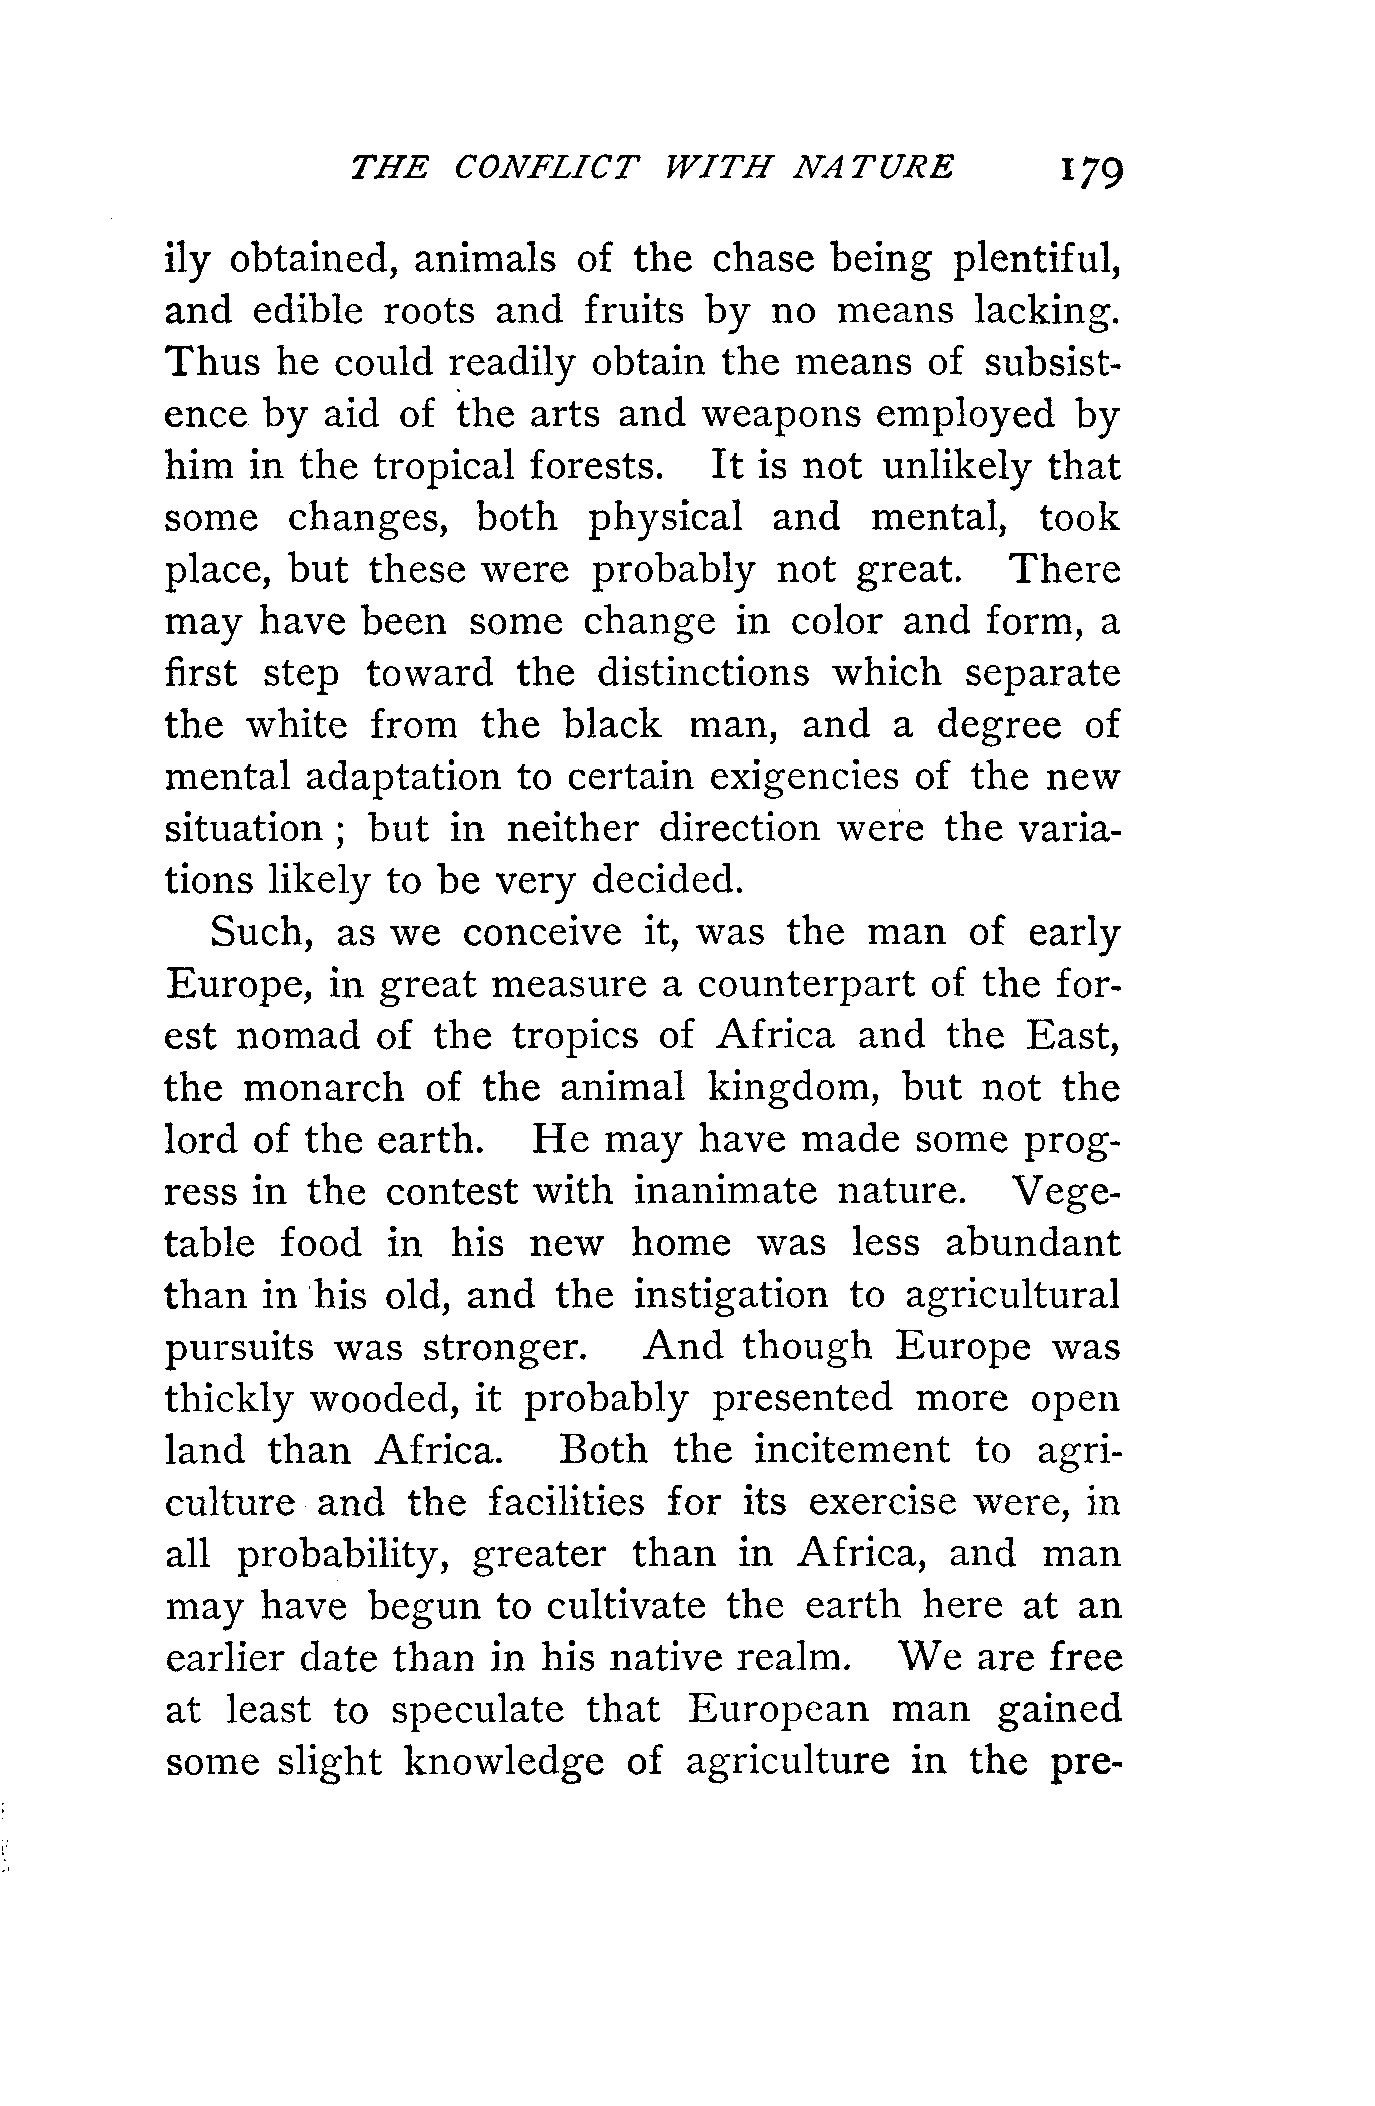 THE CONFLICT WITH NATURE 179
ily obtained, animals of the chase being plentiful,
and edible roots and fruits by no means lacking.
Thus he could readily obtain the means of subsist-
ence by aid of the arts and weapons employed by
him in the tropical forests. It is not unlikely that
some changes, both physical and mental, took
place, but these were probably not great. There
may have been some change in color and form, a
first step toward the distinctions which separate
the white from the black man, and a degree of
mental adaptation to certain exigencies of the new
situation ; but in neither direction were the varia-
tions likely to be very decided.
Such, as we conceive it, was the man of early
Europe, in great measure a counterpart of the for-
est nomad of the tropics of Africa and the East,
the monarch of the animal kingdom, but not the
lord of the earth. He may have made some prog-
ress in the contest with inanimate nature. Vege-
table food in his new home was less abundant
than in his old, and the instigation to agricultural
pursuits was stronger. And though Europe was
thickly wooded, it probably presented more open
land than Africa. Both the incitement to agri-
culture and the facilities for its exercise were, in
all probability, greater than in Africa, and man
may have begun to cultivate the earth here at an
earlier date than in his native realm. We are free
at least to speculate that European man gained
some slight knowledge of agriculture in the pre-